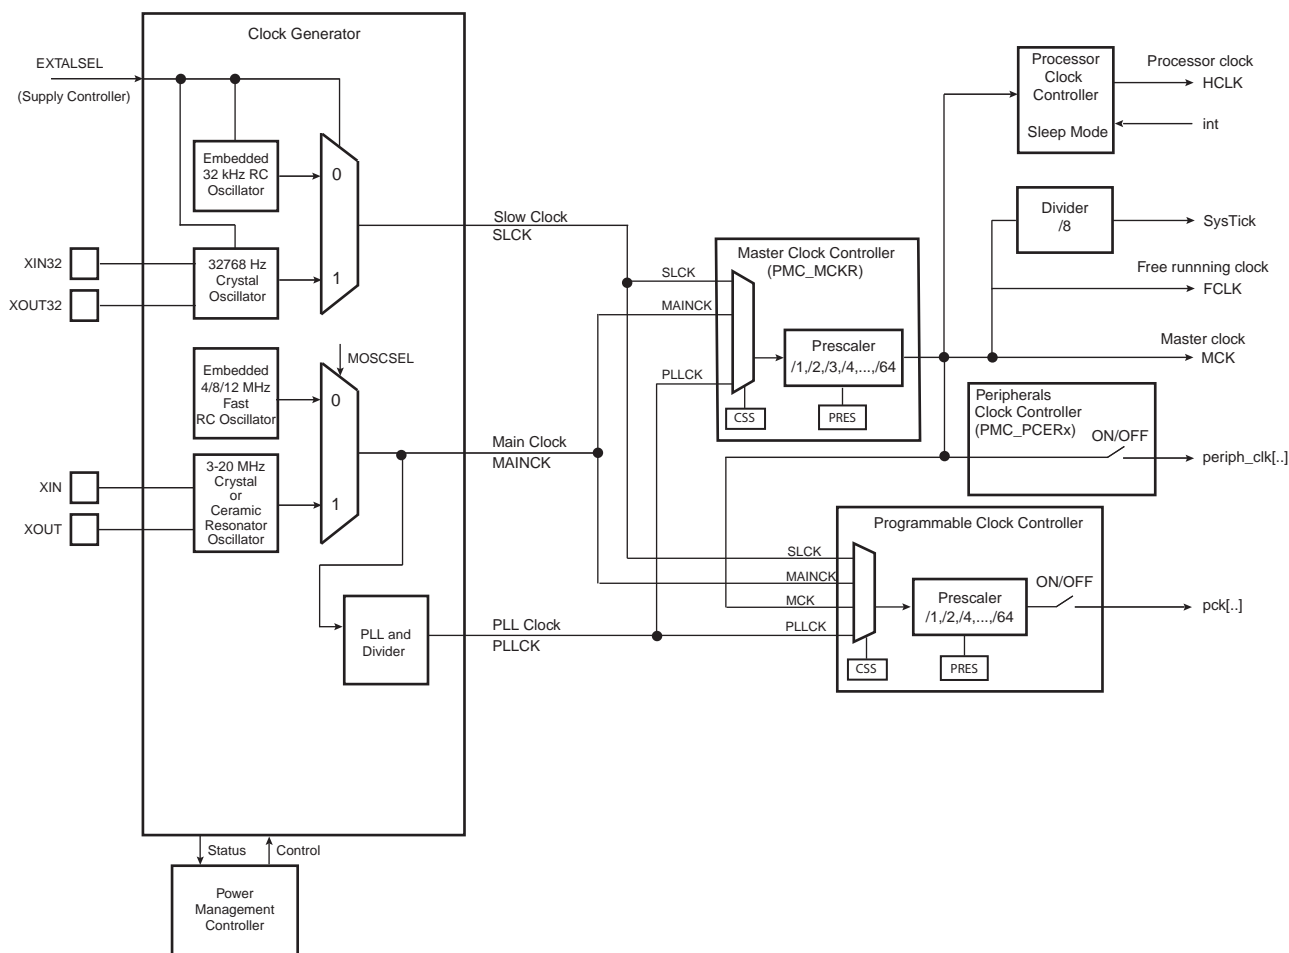 Clock Generator
EXTALSEL
(Supply Controller)
Embedded
32 kHz RC
Oscillator
0
XIN32
XOUT32
32768 Hz
Crystal
Oscillator
1
Slow Clock
SLCK
MOSCSEL
Embedded
4/8/12 MHz
Fast
RC Oscillator
0
XIN
XOUT
3-20 MHz
Crystal
or
Ceramic
Resonator
Oscillator
1
Main Clock
MAINCK
PLL and
Divider
PLL Clock
PLLCK
Status
Control
Power
Management
Controller
Master Clock Controller
(PMC_MCKR)
SLCK
MAINCK
PLLCK
Prescaler
/1,/2,/3,/4,...,/64
CSS
PRES
Processor
Clock
Controller
Sleep Mode
Processor clock
HCLK
int
Divider
/8
SysTick
Free runnning clock
FCLK
Master clock
MCK
Peripherals
Clock Controller
(PMC_PCERx)
ON/OFF
periph_clk[..]
Programmable Clock Controller
SLCK
MAINCK
MCK
PLLCK
Prescaler
/1,/2,/4,...,/64
ON/OFF
pck[..]
CSS
PRES